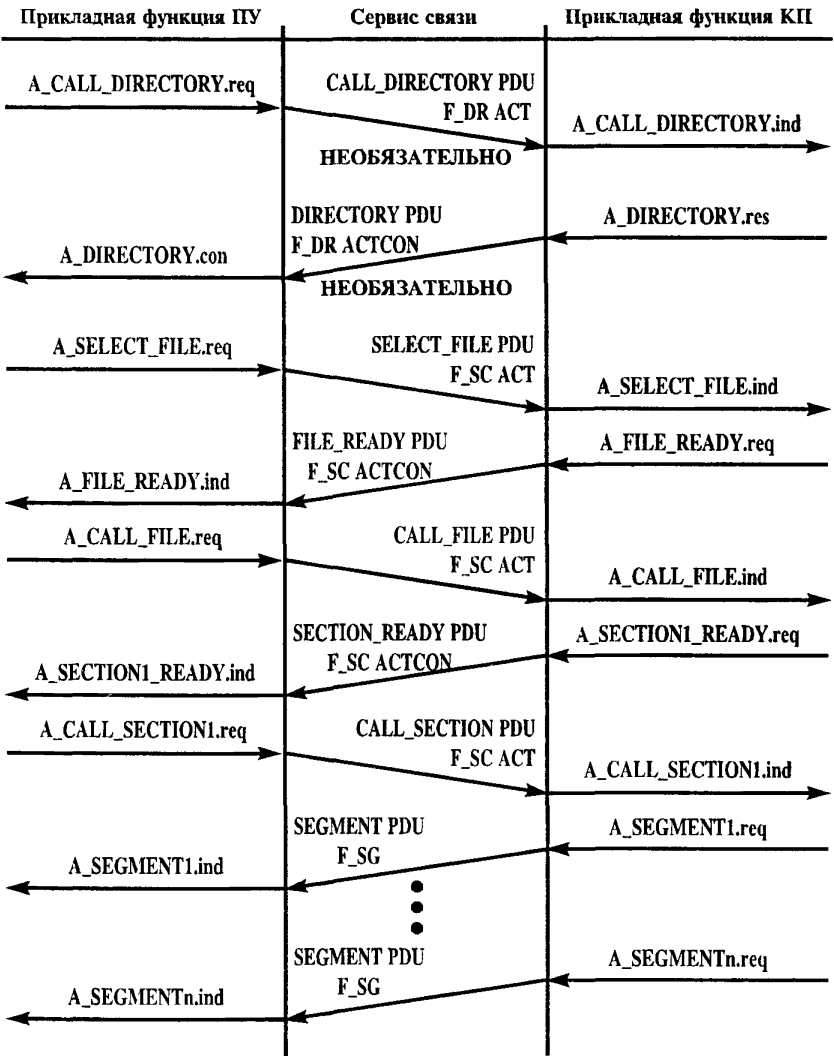 Прикладная функция ПУ
Сервис связи
Прикладная функция КП
A_CALL_DIRECTORY.req
CALL_DIRECTORY PDU
F_DR ACT
A_CALL_DIRECTORY.ind
НЕОБЯЗАТЕЛЬНО
DIRECTORY PDU
A_DIRECTORY.res
F_DR ACTCON
A_DIRECTORY.con
НЕОБЯЗАТЕЛЬНО
A_SELECT_FILE.req
SELECT_FILE PDU
F_SC ACT
A_SELECT_FILE.ind
FILE_READY PDU
A_FILE_READY.req
F_SC ACTCON
A_FILE_READY.ind
A_CALL_FILE.req
CALL_FILE PDU
F_SC ACT
A_CALL_FILE.ind
SECTION_READY PDU
A_SECTION1_READY.req
F_SC ACTCON
A_SECTION1_READY.ind
A_CALL_SECTION1.req
CALL_SECTION PDU
F_SC ACT
A_CALL_SECTION1.ind
SEGMENT PDU
A_SEGMENT1.req
F_SG
A_SEGMENT1.ind
SEGMENT PDU
A_SEGMENTn.req
F_SG
A_SEGMENTn.ind